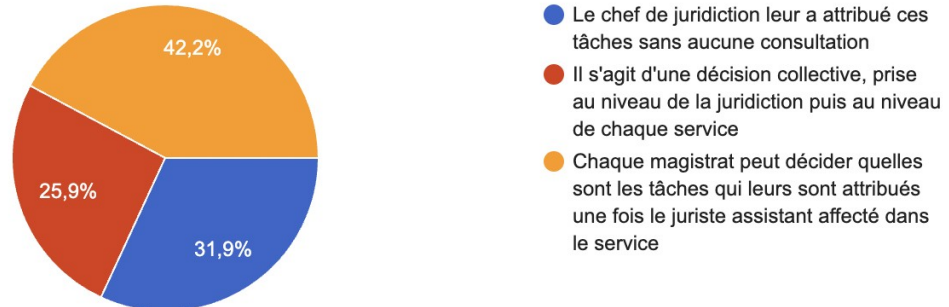 42,2%
25,9%
31,9%
Le chef de juridiction leur a attribué ces
tâches sans aucune consultation
Il s'agit d'une décision collective, prise
au niveau de la juridiction puis au niveau
de chaque service
Chaque magistrat peut décider quelles
sont les tâches qui leurs sont attribués
une fois le juriste assistant affecté dans
le service